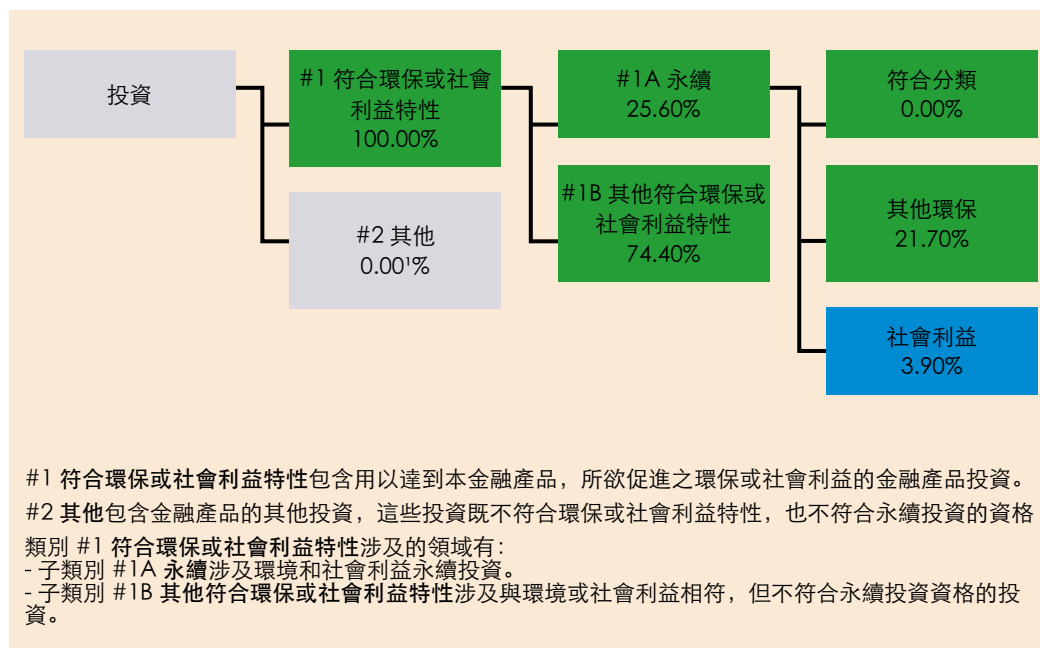 投資
#1 符合環保或社會
利益特性
100.00%
#2 其他
0.00¹%
#1A 永續
25.60%
#1B 其他符合環保或
社會利益特性
74.40%
符合分類
0.00%
其他環保
21.70%
社會利益
3.90%
#1 符合環保或社會利益特性包含用以達到本金融產品，所欲促進之環保或社會利益的金融產品投資。
#2 其他包含金融產品的其他投資，這些投資既不符合環保或社會利益特性，也不符合永續投資的資格
類別 #1 符合環保或社會利益特性涉及的領域有：
- 子類別 #1A 永續涉及環境和社會利益永續投資。
- 子類別 #1B 其他符合環保或社會利益特性涉及與環境或社會利益相符，但不符合永續投資資格的投
資。